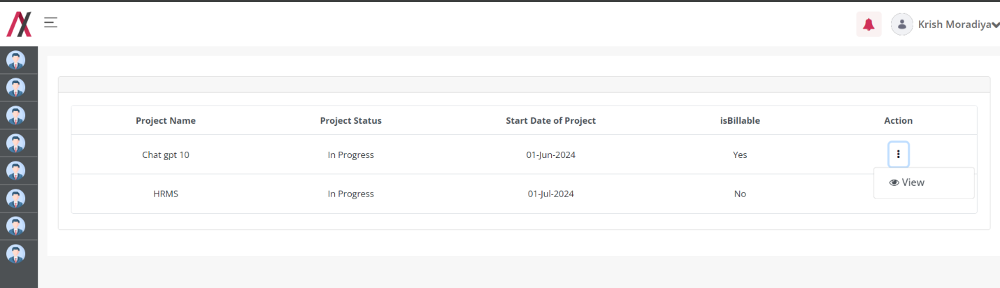 Krish Moradiya
Project Name Project Status Start Date of Project isBillable Action
Chat gpt 10 In Progress 01-Jun-2024 Yes
View
HRMS In Progress 01-Jul-2024 No